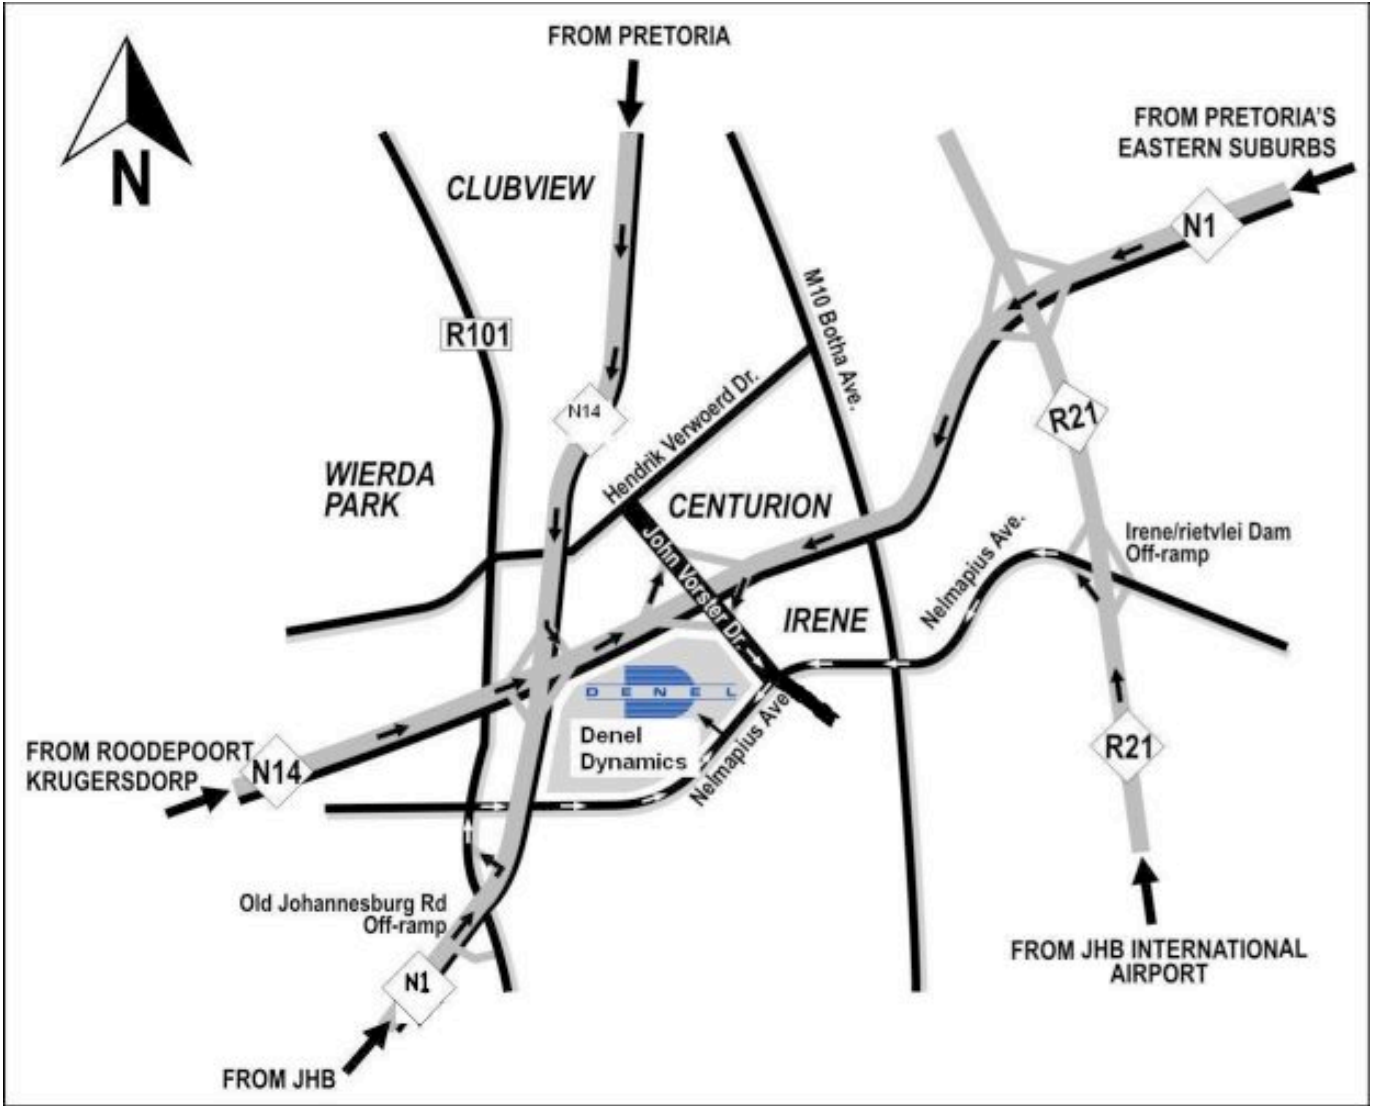 FROM PRETORIA
FROM PRETORIA'S
EASTERN SUBURBS
N
CLUBVIEW
N1
M10 Botha Ave.
R101
Hendrik Verwoerd Dr.
N14
R21
WIERDA
PARK
CENTURION
John Vorster Dr.
Nelmapius Ave.
Irene/rietvlei Dam
Off-ramp
IRENE
DENEL
Denel
Dynamics
Nelmapius Ave.
FROM ROODEPOORT
KRUGERSDORP
N14
R21
Old Johannesburg Rd
Off-ramp
FROM JHB INTERNATIONAL
AIRPORT
N1
FROM JHB